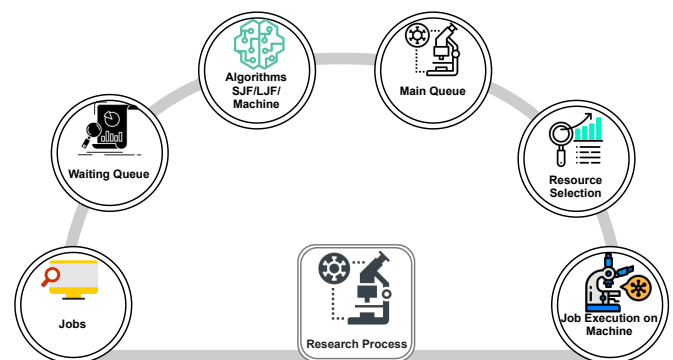 Algorithms
SJF/LJF/
Machine
Main Queue
Waiting Queue
Resource
Selection
Jobs
Research Process
Job Execution on
Machine